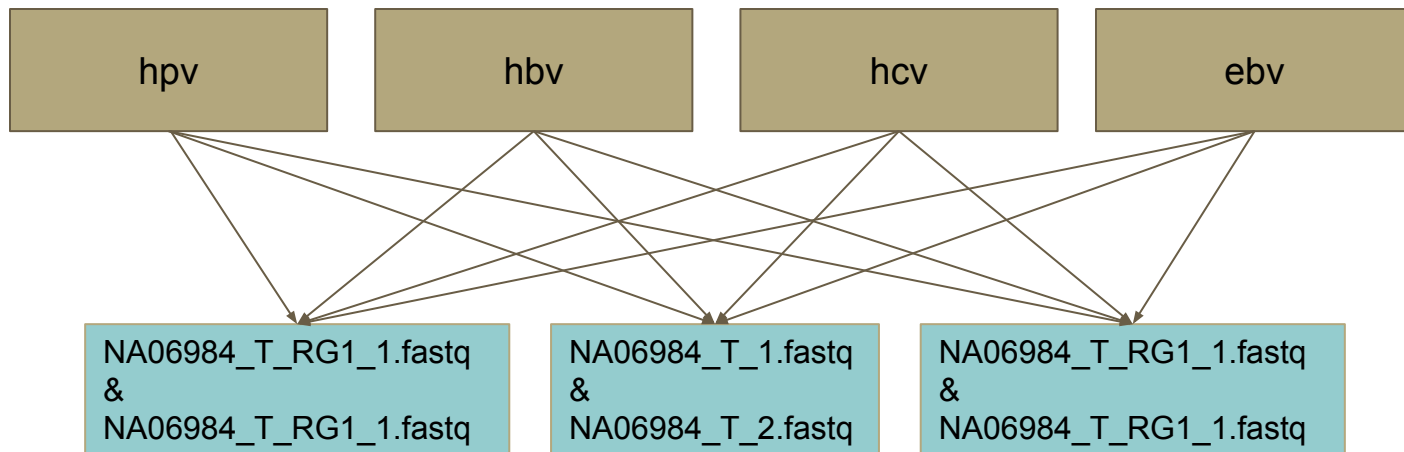 hpv
hbv
hcv
ebv
NA06984_T_RG1_1.fastq
&
NA06984_T_RG1_1.fastq
NA06984_T_1.fastq
&
NA06984_T_2.fastq
NA06984_T_RG1_1.fastq
&
NA06984_T_RG1_1.fastq